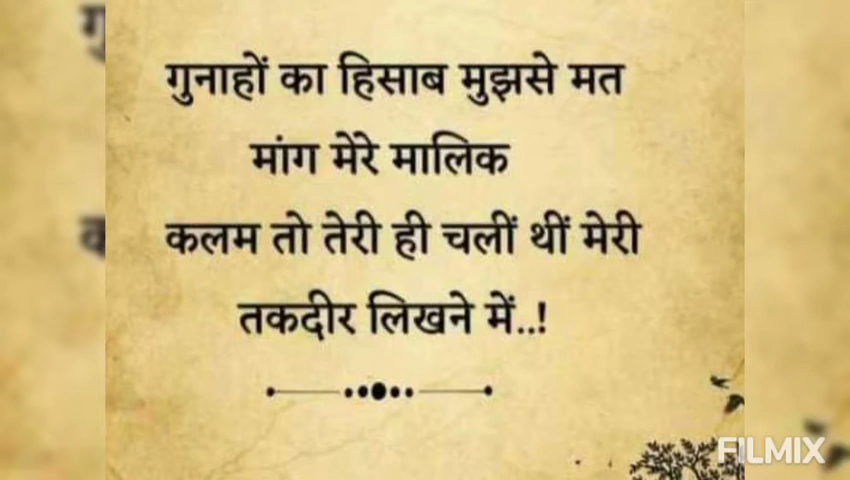 गुनाहों का हिसाब मुझसे मत
मांग मेरे मालिक
कलम तो तेरी ही चलीं थीं मेरी
तकदीर लिखने में..!
FILMIX